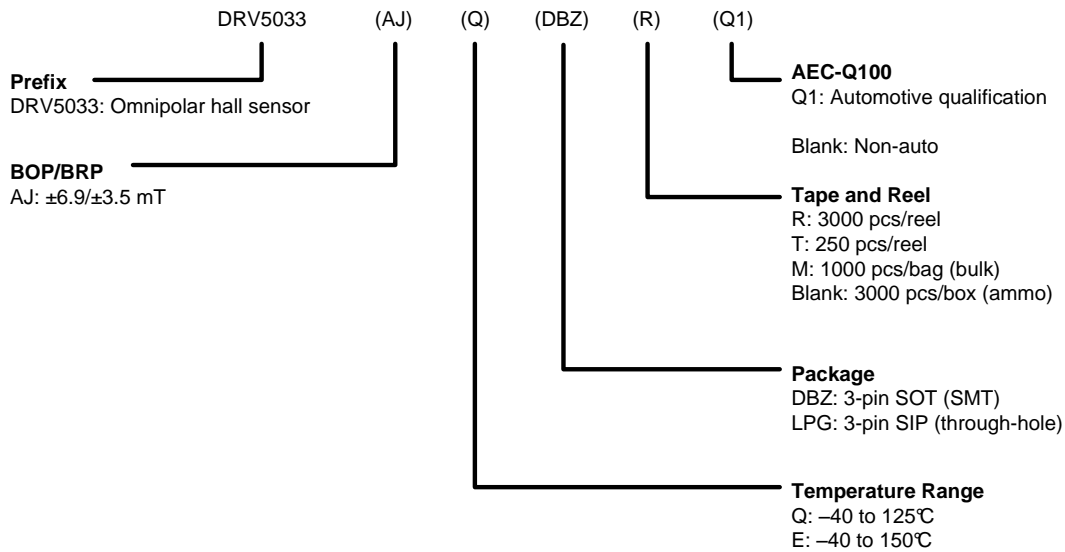 DRV5033 (AJ) (Q) (DBZ) (R) (Q1)
Prefix
DRV5033: Omnipolar hall sensor
BOP/BRP
AJ: ±6.9/±3.5 mT
AEC-Q100
Q1: Automotive qualification
Blank: Non-auto
Tape and Reel
R: 3000 pcs/reel
T: 250 pcs/reel
M: 1000 pcs/bag (bulk)
Blank: 3000 pcs/box (ammo)
Package
DBZ: 3-pin SOT (SMT)
LPG: 3-pin SIP (through-hole)
Temperature Range
Q: –40 to 125℃
E: –40 to 150℃